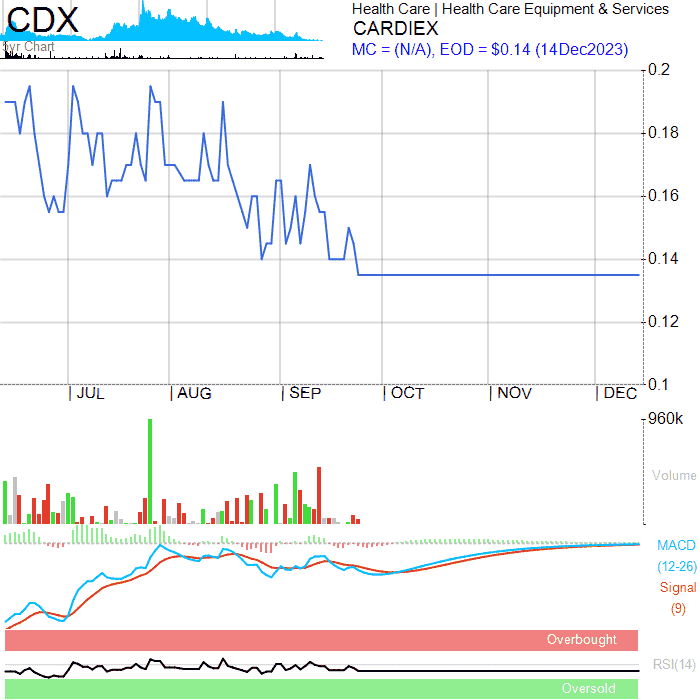 CDX
5yr Chart
Health Care | Health Care Equipment & Services
CARDIEX
MC = (N/A), EOD = $0.14 (14Dec2023)
0.2
0.18
0.16
0.14
0.12
0.1
| JUL | AUG | SEP | OCT | NOV | DEC
960k
Volume
MACD
(12-26)
Signal
(9)
Overbought
RSI(14)
Oversold